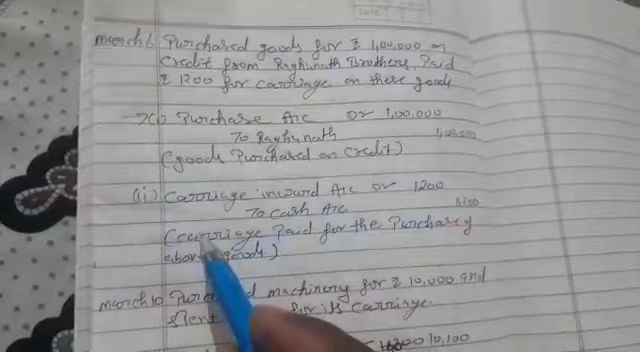 DATE
March 6 Purchased goods for ₹ 1,00,000 on
Credit from Raghunath Brothers Paid
₹ 1200 for carriage on these goods
→(i) Purchase A/c Dr 1,00,000
To Raghunath 1,00,000
(goods Purchased on credit)
(ii) Carriage inward A/c Dr 1200
To Cash A/c 1200
(carriage Paid for the Purchase
goods)
March 10 machinery for ₹ 10,000 and
for its Carriage.
10,100